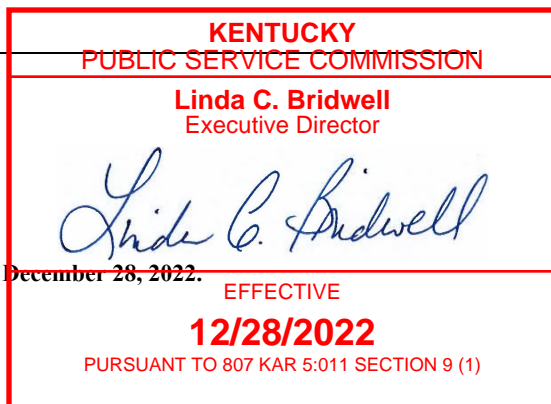 KENTUCKY
PUBLIC SERVICE COMMISSION
Linda C. Bridwell
Executive Director
Linda C. Bridwell
December 28, 2022.
EFFECTIVE
12/28/2022
PURSUANT TO 807 KAR 5:011 SECTION 9 (1)